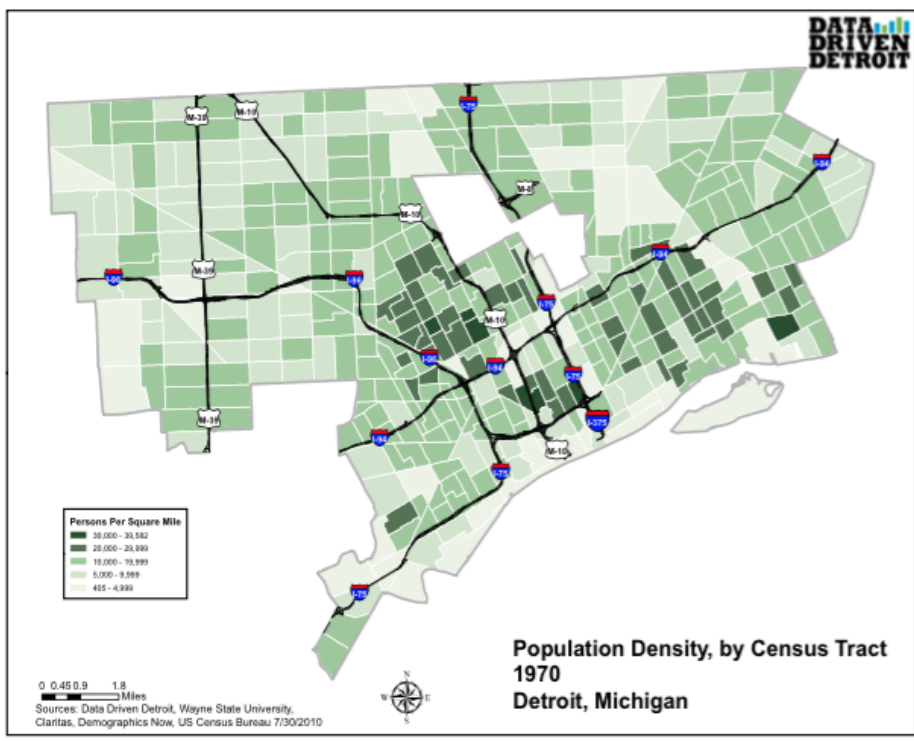 DATA
DRIVEN
DETROIT
M-39
M-10
I-75
M-8
I-94
M-10
I-94
M-39
I-96
I-96
I-75
M-10
I-96
I-94
I-75
M-39
I-375
I-94
M-10
I-75
Persons Per Square Mile
30,000 - 39,582
20,000 - 29,999
10,000 - 19,999
5,000 - 9,999
405 - 4,999
I-75
Population Density, by Census Tract
1970
Detroit, Michigan
0 0.45 0.9 1.8
Miles
Sources: Data Driven Detroit, Wayne State University,
Claritas, Demographics Now, US Census Bureau 7/30/2010
N
W E
S